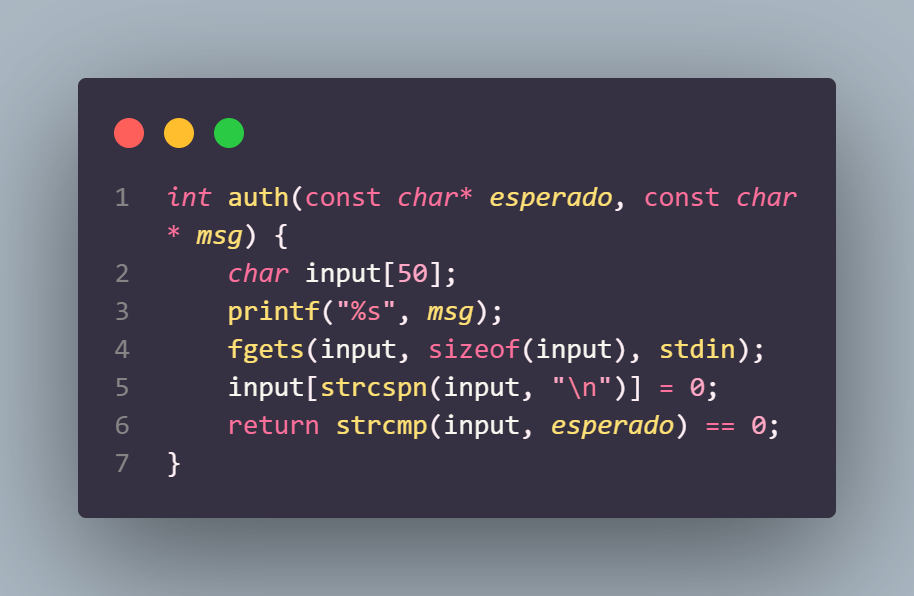 1 int auth(const char* esperado, const char
* msg) {
2     char input[50];
3     printf("%s", msg);
4     fgets(input, sizeof(input), stdin);
5     input[strcspn(input, "\n")] = 0;
6     return strcmp(input, esperado) == 0;
7 }